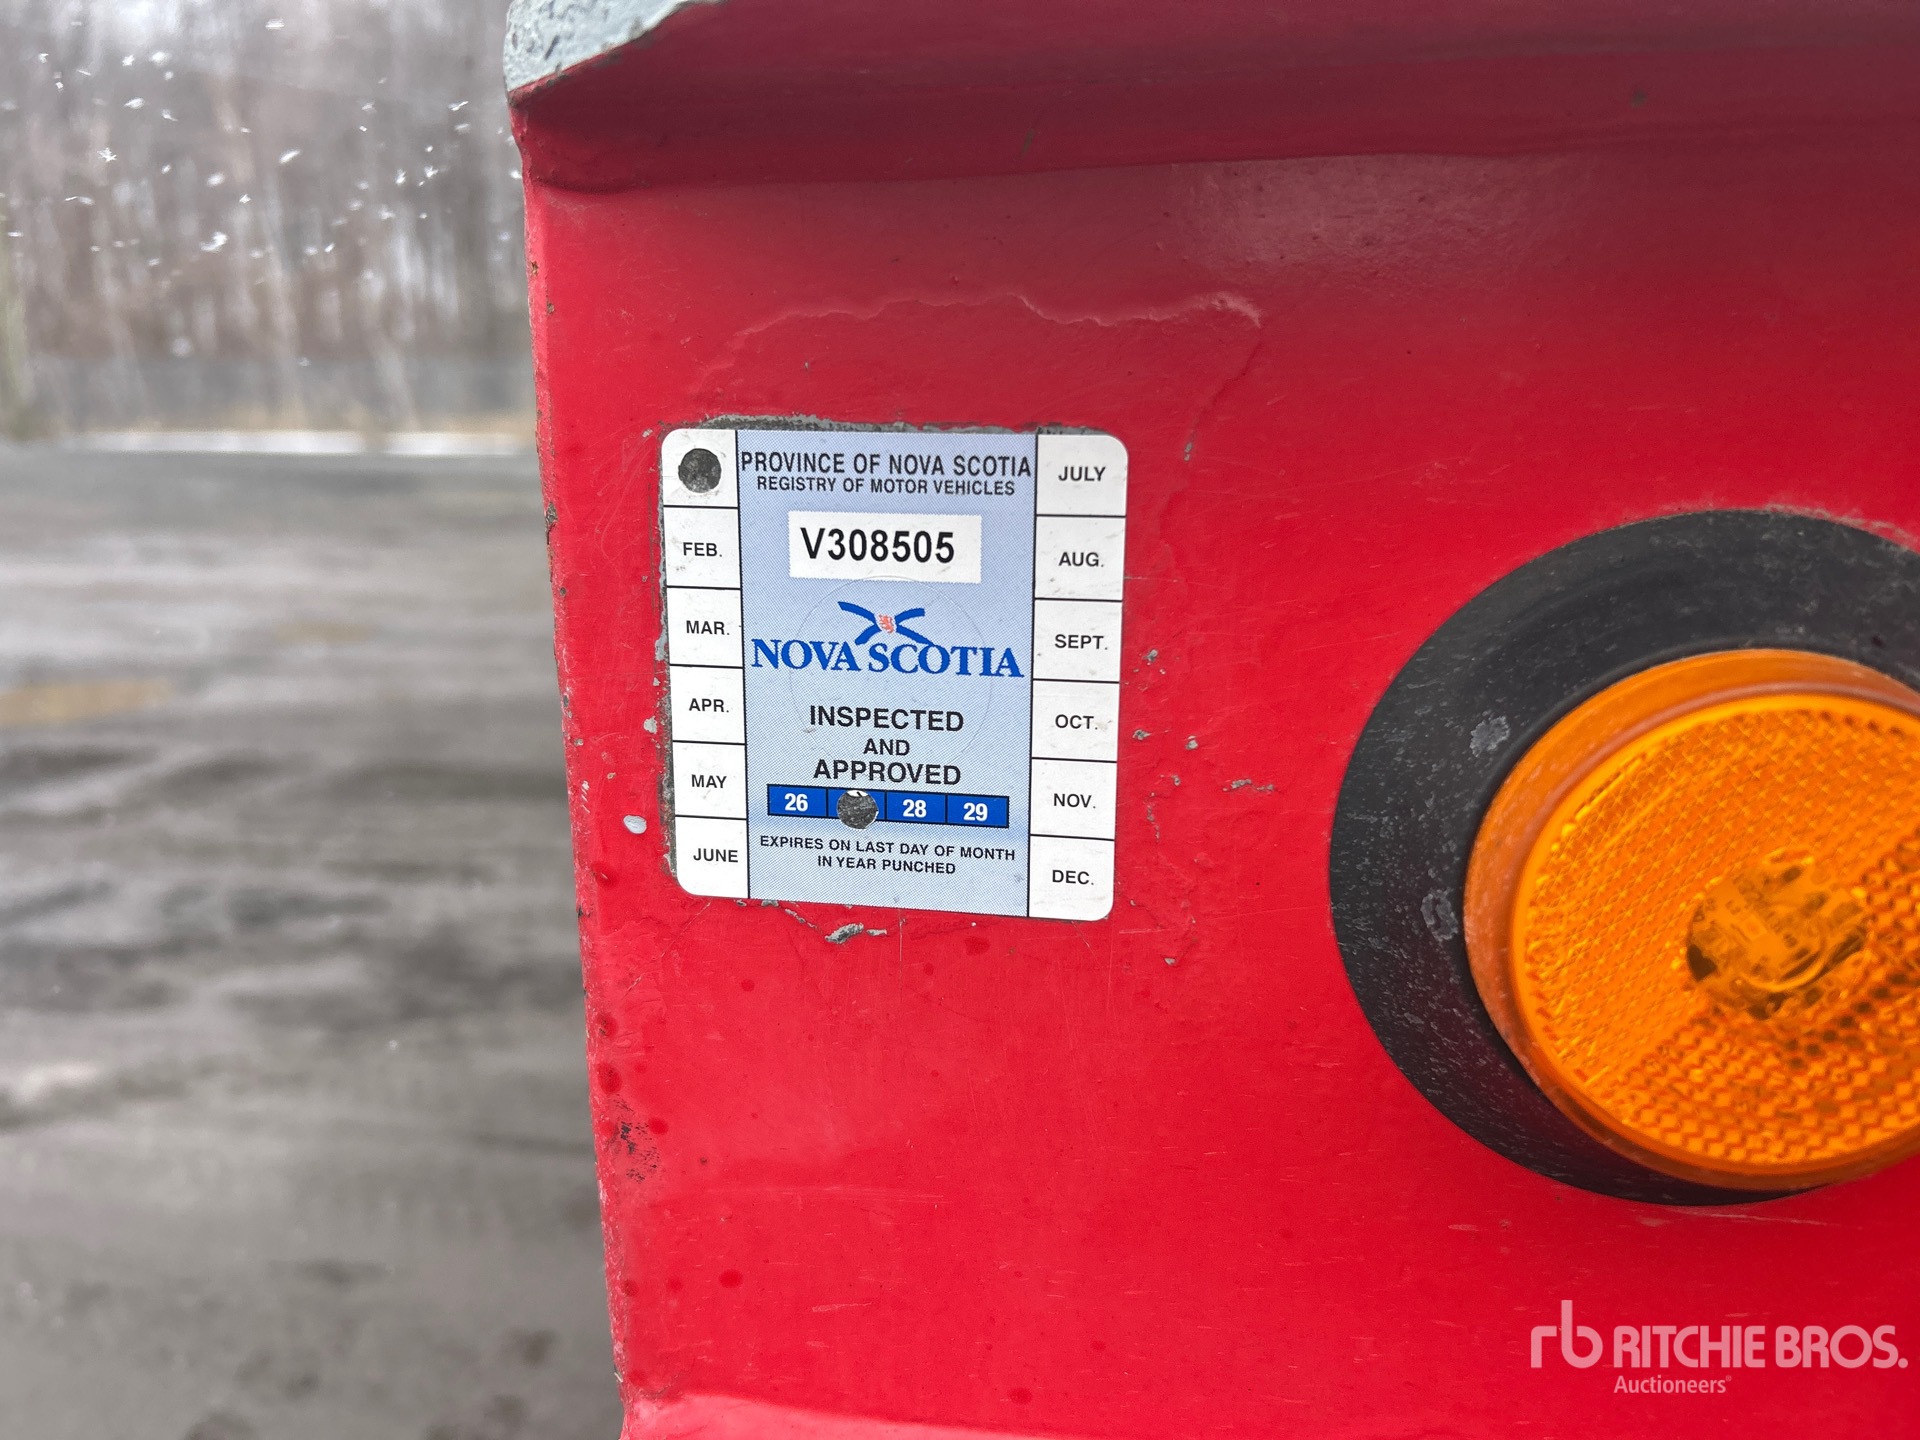 PROVINCE OF NOVA SCOTIA
REGISTRY OF MOTOR VEHICLES
V308505
NOVA SCOTIA
INSPECTED
AND
APPROVED
26 28 29
EXPIRES ON LAST DAY OF MONTH
IN YEAR PUNCHED
FEB.
MAR.
APR.
MAY
JUNE
JULY
AUG.
SEPT.
OCT.
NOV.
DEC.
rb RITCHIE BROS.
Auctioneers